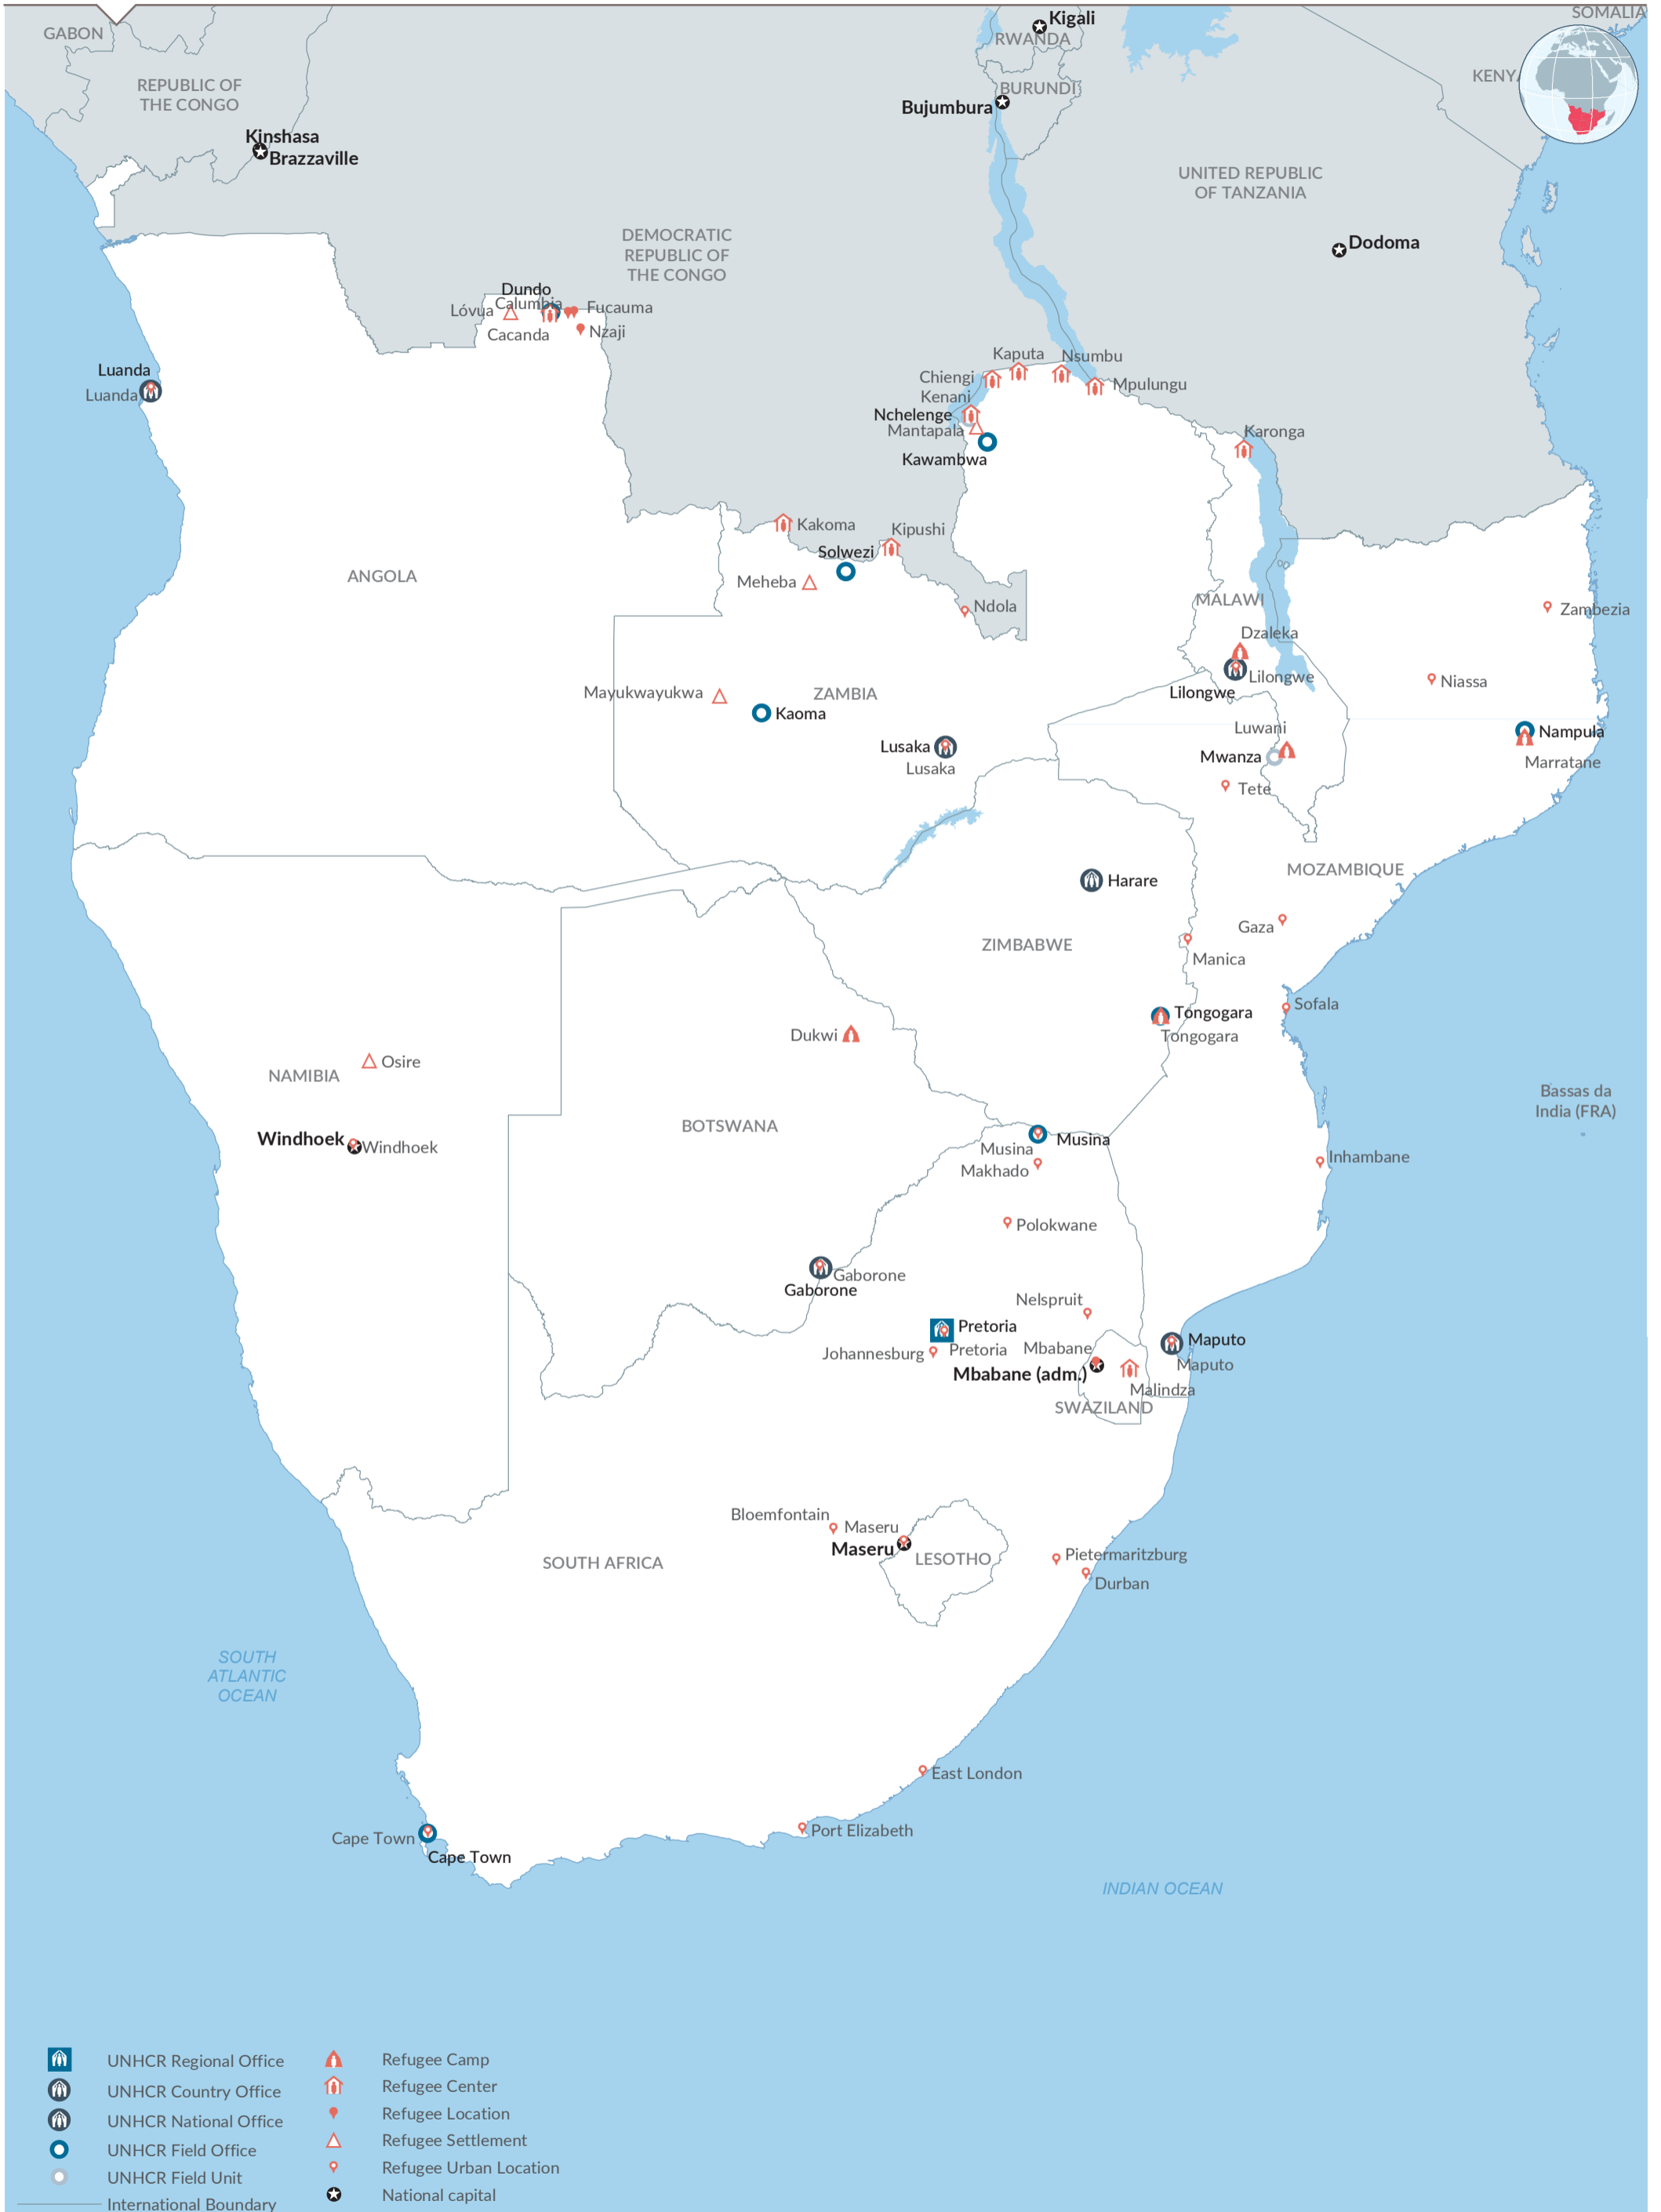 SOMALIA
GABON
Kigali
RWANDA
KENYA
REPUBLIC OF
THE CONGO
BURUNDI
Bujumbura
Kinshasa
Brazzaville
UNITED REPUBLIC
OF TANZANIA
DEMOCRATIC
REPUBLIC OF
THE CONGO
Dodoma
Dundo
Calumbia
Lóvua
Fucauma
Cacanda
Nzaji
Kaputa
Nsumbu
Luanda
Luanda
Chiengi
Mpulungu
Kenani
Nchelenge
Mantapala
Karonga
Kawambwa
Kakoma
Kipushi
Solwezi
ANGOLA
Meheba
MALAWI
Ndola
Zambezia
Dzaleka
Lilongwe
Niassa
Mayukwayukwa
ZAMBIA
Lilongwe
Kaoma
Luwani
Nampula
Lusaka
Mwanza
Marratane
Lusaka
Tete
MOZAMBIQUE
Harare
Gaza
ZIMBABWE
Manica
Sofala
Tongogara
Dukwi
Tongogara
Osire
NAMIBIA
Bassas da
India (FRA)
BOTSWANA
Windhoek
Windhoek
Musina
Musina
Inhambane
Makhado
Polokwane
Gaborone
Gaborone
Nelspruit
Pretoria
Maputo
Johannesburg
Pretoria
Mbabane
Maputo
Mbabane (adm.)
Malindza
SWAZILAND
Bloemfontain
Maseru
Maseru
LESOTHO
Pietermaritzburg
SOUTH AFRICA
Durban
SOUTH
ATLANTIC
OCEAN
East London
Port Elizabeth
Cape Town
Cape Town
INDIAN OCEAN
UNHCR Regional Office
UNHCR Country Office
UNHCR National Office
UNHCR Field Office
UNHCR Field Unit
International Boundary
Refugee Camp
Refugee Center
Refugee Location
Refugee Settlement
Refugee Urban Location
National capital